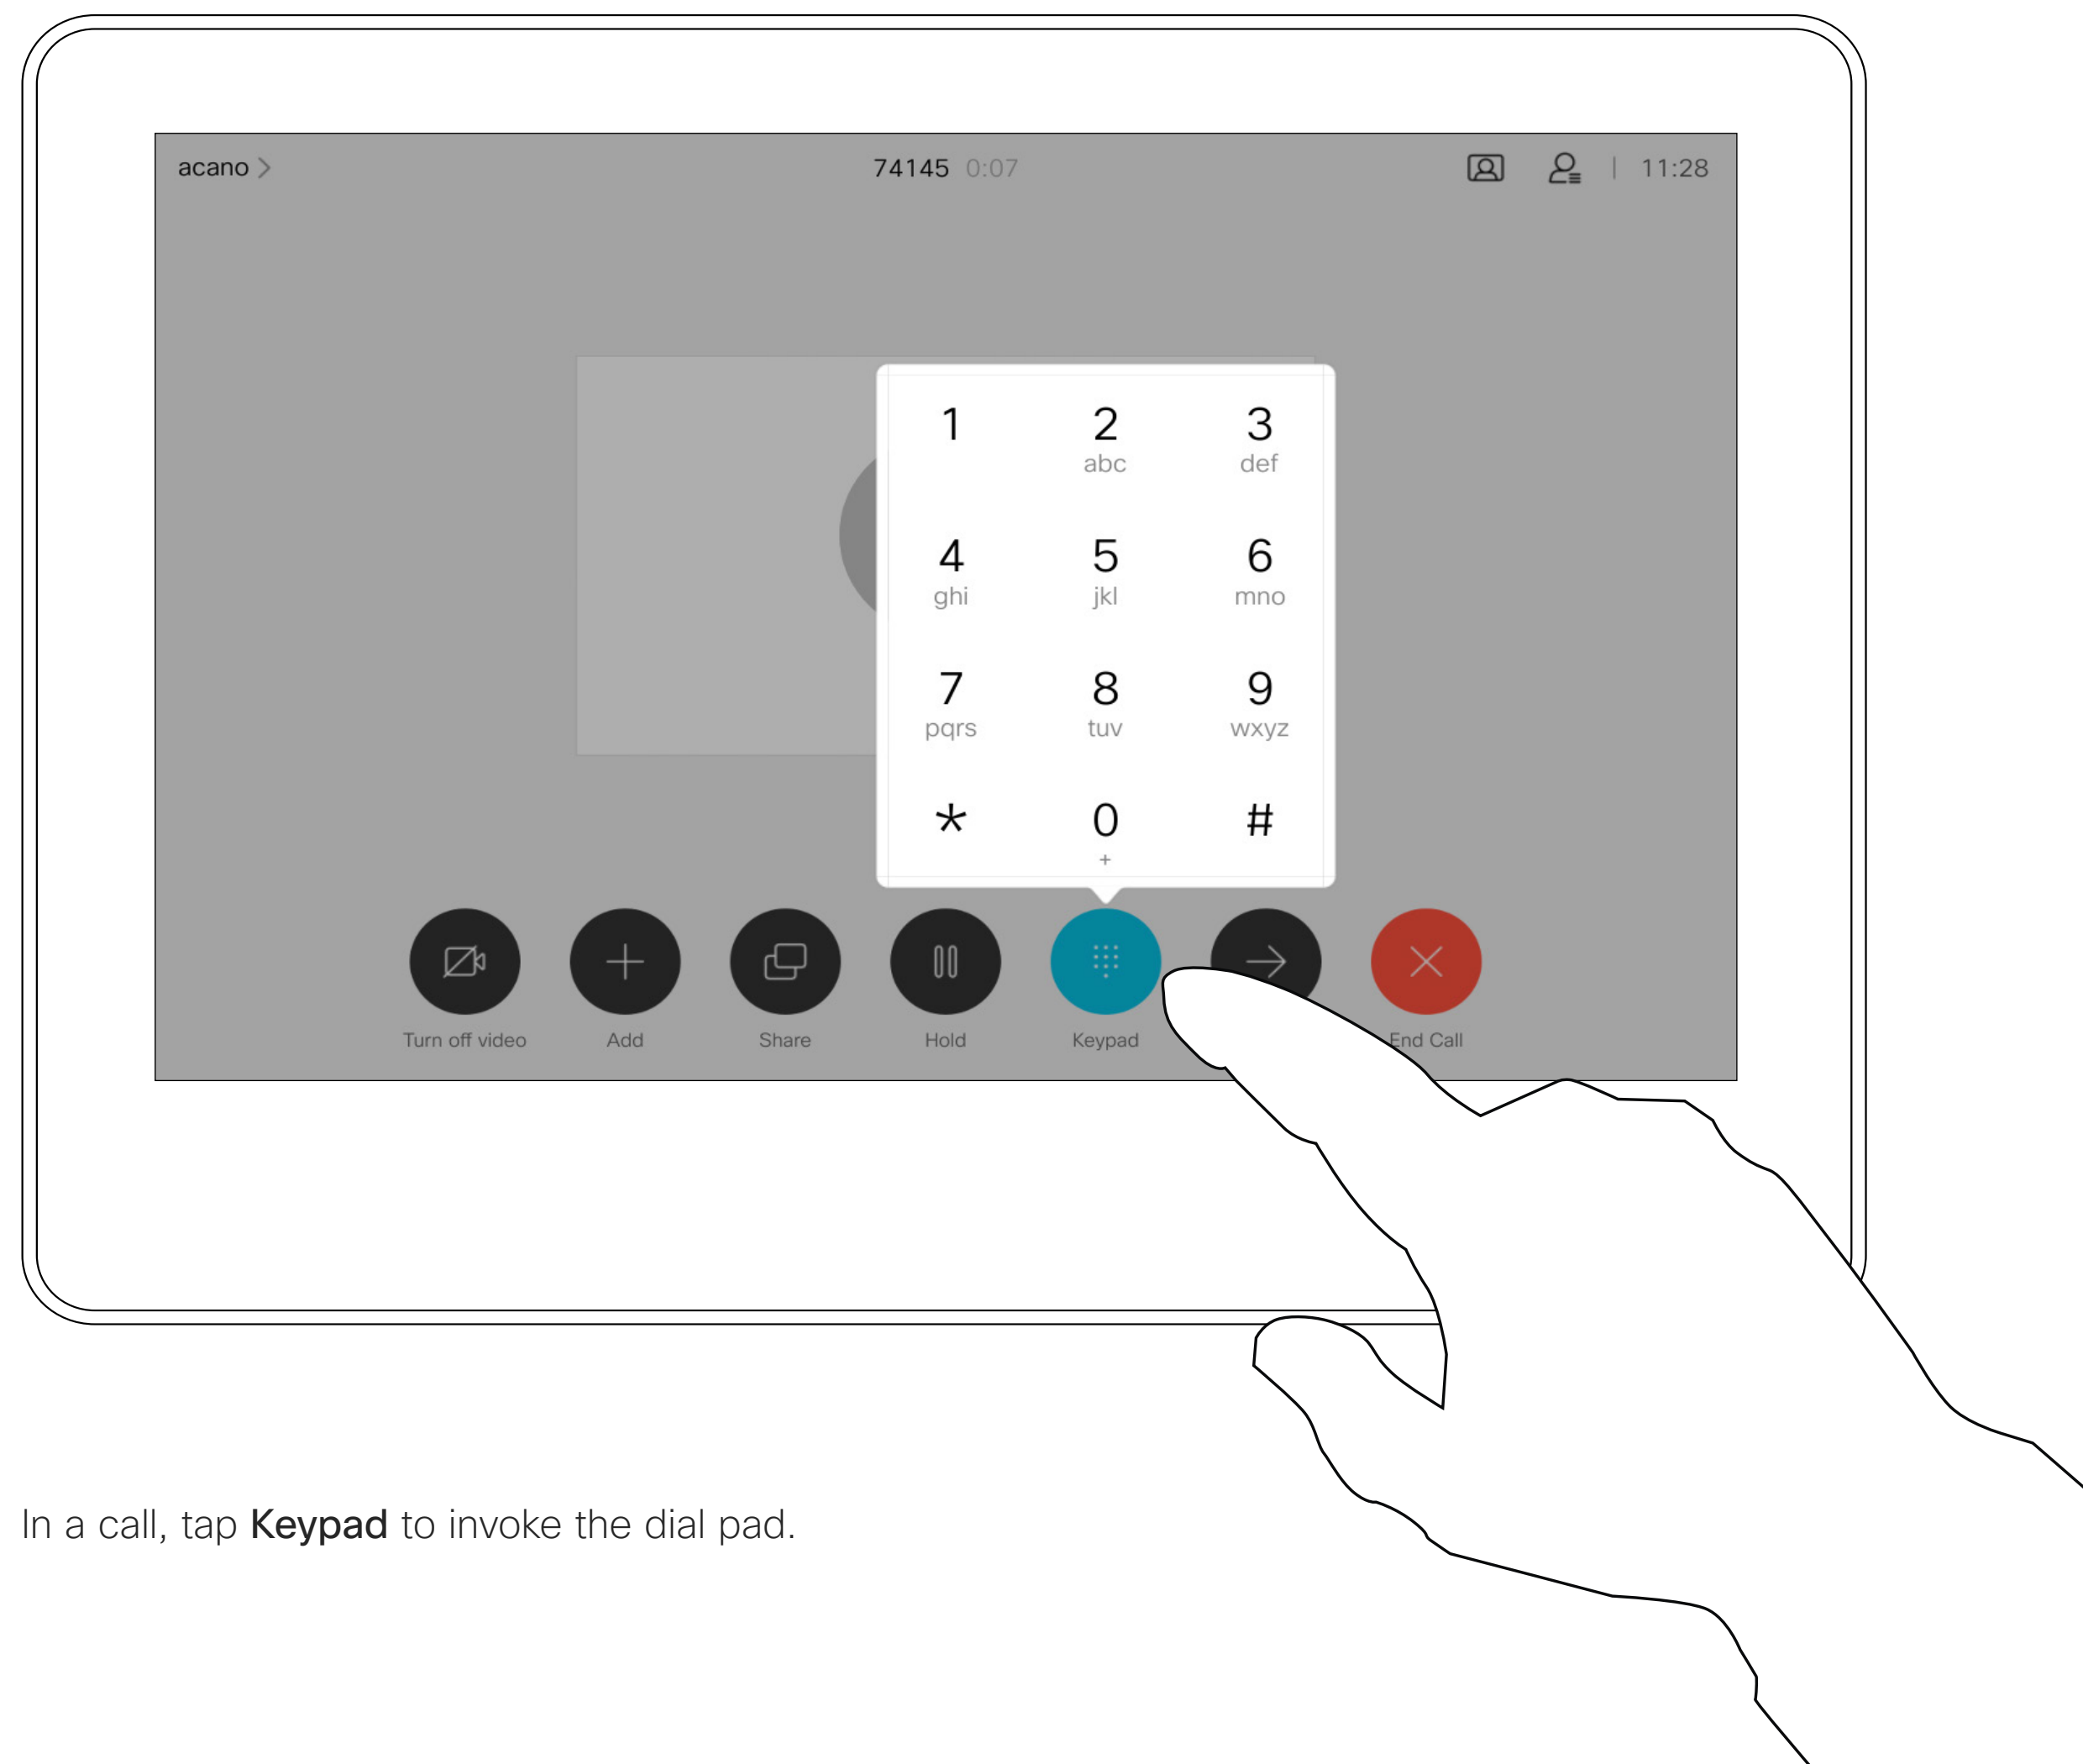 acano
74145 0:07
11:28
1 2 3
abc def
4 5 6
ghi jkl mno
7 8 9
pqrs tuv wxyz
* 0 #
+
Turn off video Add Share Hold Keypad End Call
In a call, tap Keypad to invoke the dial pad.